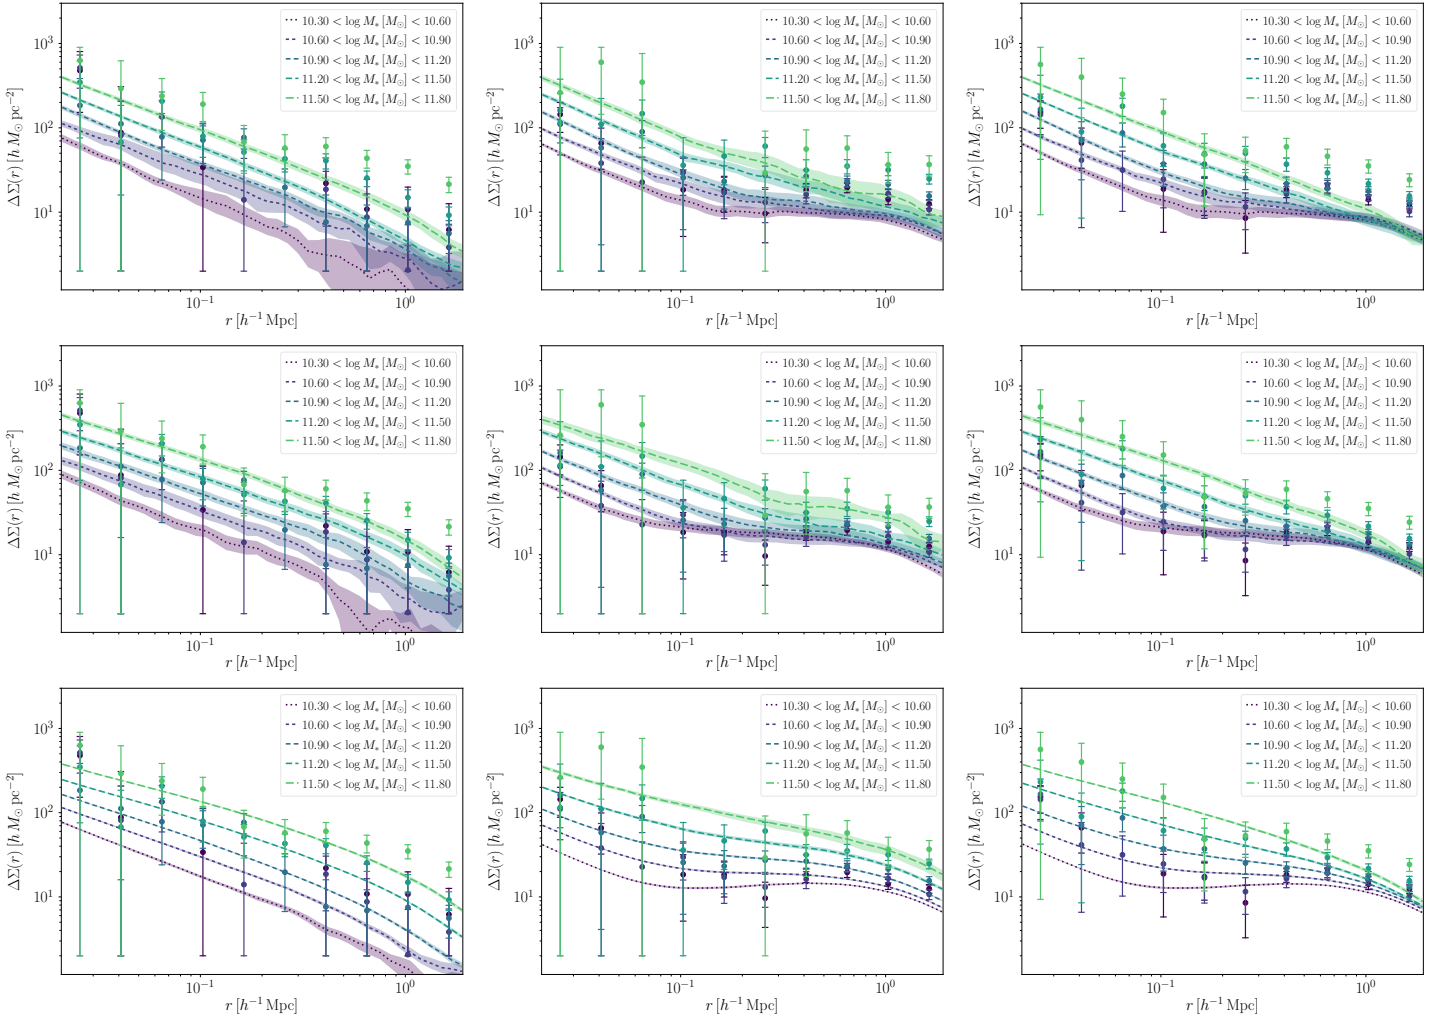 10³
10²
10¹
ΔΣ(r) [h M⊙ pc⁻²]
10.30 < log M* [M⊙] < 10.60
10.60 < log M* [M⊙] < 10.90
10.90 < log M* [M⊙] < 11.20
11.20 < log M* [M⊙] < 11.50
11.50 < log M* [M⊙] < 11.80
10⁻¹
10⁰
r [h⁻¹ Mpc]
10³
10²
10¹
ΔΣ(r) [h M⊙ pc⁻²]
10.30 < log M* [M⊙] < 10.60
10.60 < log M* [M⊙] < 10.90
10.90 < log M* [M⊙] < 11.20
11.20 < log M* [M⊙] < 11.50
11.50 < log M* [M⊙] < 11.80
10⁻¹
10⁰
r [h⁻¹ Mpc]
10³
10²
10¹
ΔΣ(r) [h M⊙ pc⁻²]
10.30 < log M* [M⊙] < 10.60
10.60 < log M* [M⊙] < 10.90
10.90 < log M* [M⊙] < 11.20
11.20 < log M* [M⊙] < 11.50
11.50 < log M* [M⊙] < 11.80
10⁻¹
10⁰
r [h⁻¹ Mpc]
10³
10²
10¹
ΔΣ(r) [h M⊙ pc⁻²]
10.30 < log M* [M⊙] < 10.60
10.60 < log M* [M⊙] < 10.90
10.90 < log M* [M⊙] < 11.20
11.20 < log M* [M⊙] < 11.50
11.50 < log M* [M⊙] < 11.80
10⁻¹
10⁰
r [h⁻¹ Mpc]
10³
10²
10¹
ΔΣ(r) [h M⊙ pc⁻²]
10.30 < log M* [M⊙] < 10.60
10.60 < log M* [M⊙] < 10.90
10.90 < log M* [M⊙] < 11.20
11.20 < log M* [M⊙] < 11.50
11.50 < log M* [M⊙] < 11.80
10⁻¹
10⁰
r [h⁻¹ Mpc]
10³
10²
10¹
ΔΣ(r) [h M⊙ pc⁻²]
10.30 < log M* [M⊙] < 10.60
10.60 < log M* [M⊙] < 10.90
10.90 < log M* [M⊙] < 11.20
11.20 < log M* [M⊙] < 11.50
11.50 < log M* [M⊙] < 11.80
10⁻¹
10⁰
r [h⁻¹ Mpc]
10³
10²
10¹
ΔΣ(r) [h M⊙ pc⁻²]
10.30 < log M* [M⊙] < 10.60
10.60 < log M* [M⊙] < 10.90
10.90 < log M* [M⊙] < 11.20
11.20 < log M* [M⊙] < 11.50
11.50 < log M* [M⊙] < 11.80
10⁻¹
10⁰
r [h⁻¹ Mpc]
10³
10²
10¹
ΔΣ(r) [h M⊙ pc⁻²]
10.30 < log M* [M⊙] < 10.60
10.60 < log M* [M⊙] < 10.90
10.90 < log M* [M⊙] < 11.20
11.20 < log M* [M⊙] < 11.50
11.50 < log M* [M⊙] < 11.80
10⁻¹
10⁰
r [h⁻¹ Mpc]
10³
10²
10¹
ΔΣ(r) [h M⊙ pc⁻²]
10.30 < log M* [M⊙] < 10.60
10.60 < log M* [M⊙] < 10.90
10.90 < log M* [M⊙] < 11.20
11.20 < log M* [M⊙] < 11.50
11.50 < log M* [M⊙] < 11.80
10⁻¹
10⁰
r [h⁻¹ Mpc]